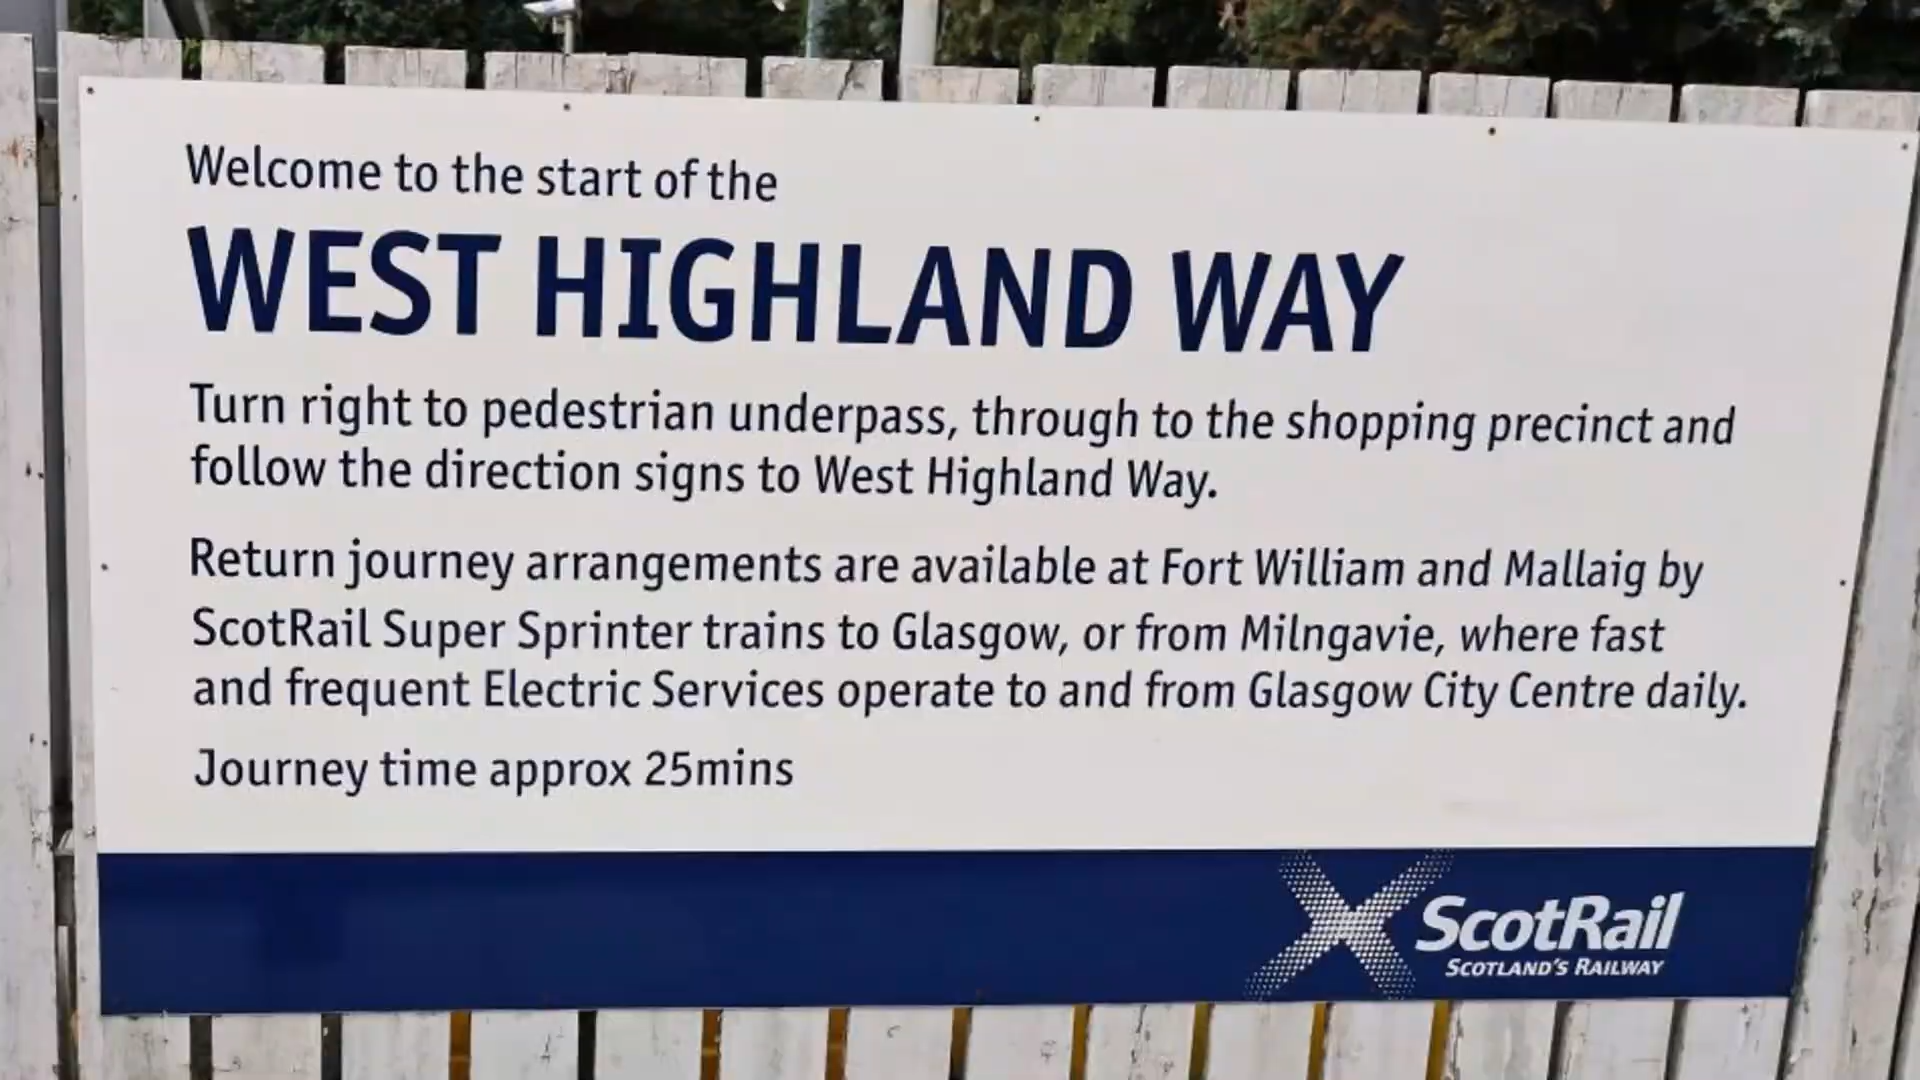 Welcome to the start of the
WEST HIGHLAND WAY
Turn right to pedestrian underpass, through to the shopping precinct and
follow the direction signs to West Highland Way.
Return journey arrangements are available at Fort William and Mallaig by
ScotRail Super Sprinter trains to Glasgow, or from Milngavie, where fast
and frequent Electric Services operate to and from Glasgow City Centre daily.
Journey time approx 25mins
ScotRail
SCOTLAND'S RAILWAY